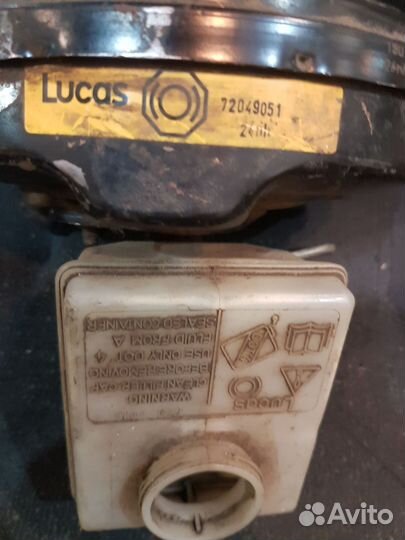 Lucas
72049051
WARNING
CLEAN FILLER CAP
BEFORE REMOVING
USE ONLY DOT 4
FLUID FROM A
SEALED CONTAINER
LUCAS
Avito